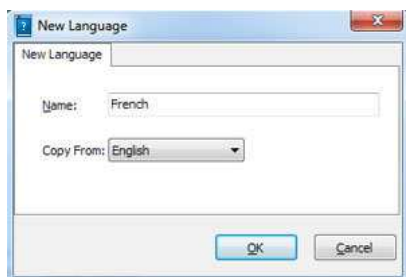 New Language
New Language
Name: French
Copy From: English
OK Cancel